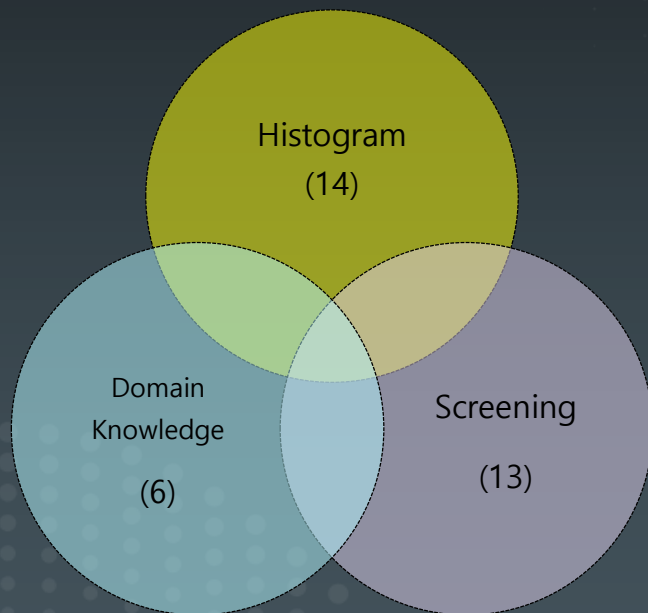 Histogram
(14)
Domain
Knowledge
(6)
Screening
(13)